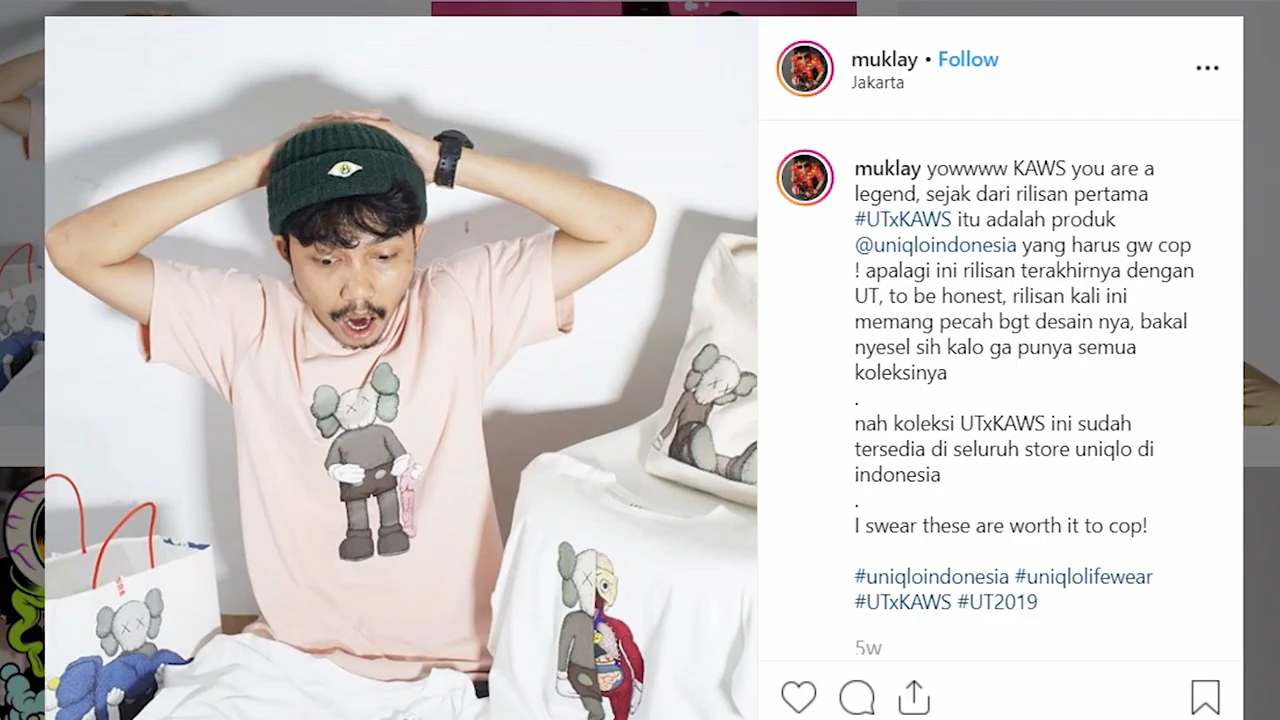 muklay • Follow
Jakarta
muklay yowwww KAWS you are a
legend, sejak dari rilisan pertama
#UTxKAWS itu adalah produk
@uniqloindonesia yang harus gw cop
! apalagi ini rilisan terakhirnya dengan
UT, to be honest, rilisan kali ini
memang pecah bgt desain nya, bakal
nyesel sih kalo ga punya semua
koleksinya
.
nah koleksi UTxKAWS ini sudah
tersedia di seluruh store uniqlo di
indonesia
.
I swear these are worth it to cop!
#uniqloindonesia #uniqlolifewear
#UTxKAWS #UT2019
5w